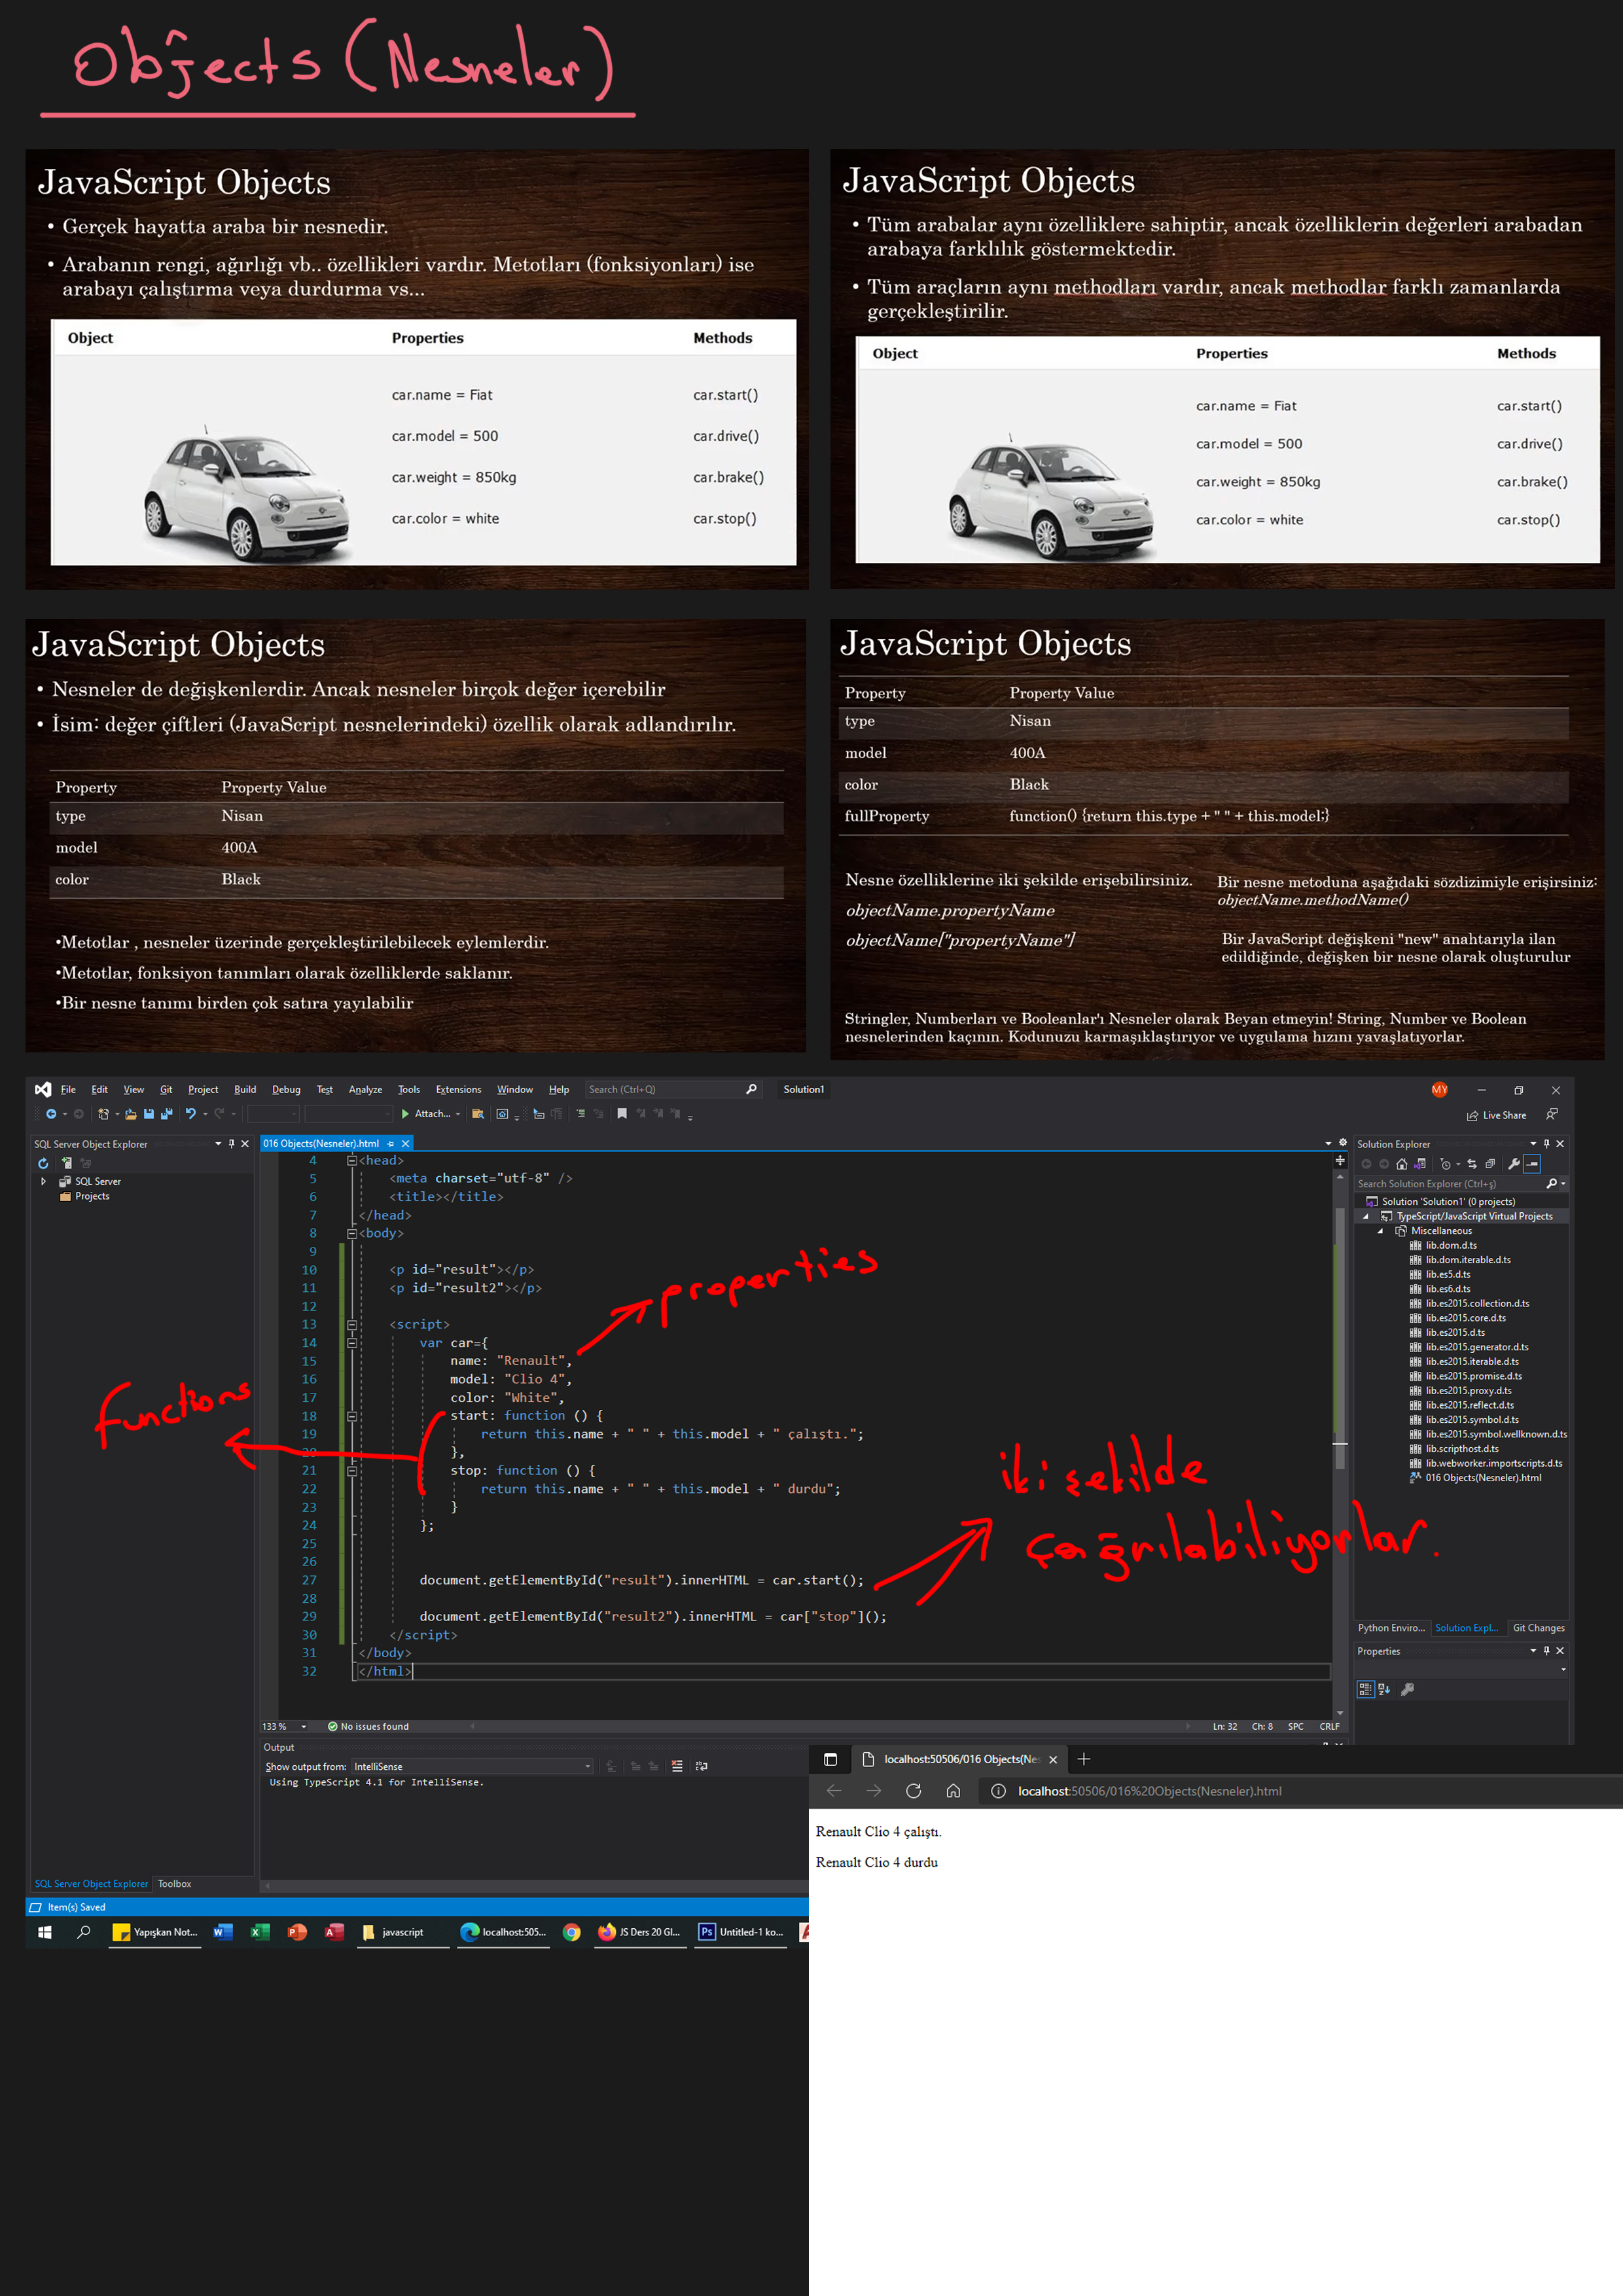 Objects (Nesneler)
JavaScript Objects
• Gerçek hayatta araba bir nesnedir.
• Arabanın rengi, ağırlığı vb.. özellikleri vardır. Metotları (fonksiyonları) ise
arabayı çalıştırma veya durdurma vs...
Object Properties Methods
car.name = Fiat car.start()
car.model = 500 car.drive()
car.weight = 850kg car.brake()
car.color = white car.stop()
JavaScript Objects
• Tüm arabalar aynı özelliklere sahiptir, ancak özelliklerin değerleri arabadan
arabaya farklılık göstermektedir.
• Tüm araçların aynı methodları vardır, ancak methodlar farklı zamanlarda
gerçekleştirilir.
Object Properties Methods
car.name = Fiat car.start()
car.model = 500 car.drive()
car.weight = 850kg car.brake()
car.color = white car.stop()
JavaScript Objects
• Nesneler de değişkenlerdir. Ancak nesneler birçok değer içerebilir
• İsim: değer çiftleri (JavaScript nesnelerindeki) özellik olarak adlandırılır.
Property Property Value
type Nisan
model 400A
color Black
•Metotlar , nesneler üzerinde gerçekleştirilebilecek eylemlerdir.
•Metotlar, fonksiyon tanımları olarak özelliklerde saklanır.
•Bir nesne tanımı birden çok satıra yayılabilir
JavaScript Objects
Property Property Value
type Nisan
model 400A
color Black
fullProperty function() {return this.type + " " + this.model;}
Nesne özelliklerine iki şekilde erişebilirsiniz.
objectName.propertyName
objectName["propertyName"]
Bir nesne metoduna aşağıdaki sözdizimiyle erişirsiniz:
objectName.methodName()
Bir JavaScript değişkeni "new" anahtarıyla ilan
edildiğinde, değişken bir nesne olarak oluşturulur
Stringler, Numberları ve Booleanlar'ı Nesneler olarak Beyan etmeyin! String, Number ve Boolean
nesnelerinden kaçının. Kodunuzu karmaşıklaştırıyor ve uygulama hızını yavaşlatıyorlar.
File Edit View Git Project Build Debug Test Analyze Tools Extensions Window Help Search (Ctrl+Q) Solution1 MY
Attach... Live Share
SQL Server Object Explorer
SQL Server
Projects
016 Objects(Nesneler).html
4 <head>
5 <meta charset="utf-8" />
6 <title></title>
7 </head>
8 <body>
9
10 <p id="result"></p>
11 <p id="result2"></p>
12
13 <script>
14 var car={
15 name: "Renault",
16 model: "Clio 4",
17 color: "White",
18 start: function () {
19 return this.name + " " + this.model + " çalıştı.";
20 },
21 stop: function () {
22 return this.name + " " + this.model + " durdu";
23 }
24 };
25
26
27 document.getElementById("result").innerHTML = car.start();
28
29 document.getElementById("result2").innerHTML = car["stop"]();
30 </script>
31 </body>
32 </html>
properties
functions
iki şekilde
çağrılabiliyorlar.
Solution Explorer
Search Solution Explorer (Ctrl+ş)
Solution 'Solution1' (0 projects)
TypeScript/JavaScript Virtual Projects
Miscellaneous
lib.dom.d.ts
lib.dom.iterable.d.ts
lib.es5.d.ts
lib.es6.d.ts
lib.es2015.collection.d.ts
lib.es2015.core.d.ts
lib.es2015.d.ts
lib.es2015.generator.d.ts
lib.es2015.iterable.d.ts
lib.es2015.promise.d.ts
lib.es2015.proxy.d.ts
lib.es2015.reflect.d.ts
lib.es2015.symbol.d.ts
lib.es2015.symbol.wellknown.d.ts
lib.scripthost.d.ts
lib.webworker.importscripts.d.ts
016 Objects(Nesneler).html
Python Enviro... Solution Expl... Git Changes
Properties
133 % No issues found Ln: 32 Ch: 8 SPC CRLF
Output
Show output from: IntelliSense
Using TypeScript 4.1 for IntelliSense.
SQL Server Object Explorer Toolbox
Item(s) Saved
Yapışkan Not... javascript localhost:505... JS Ders 20 Gl... Ps Untitled-1 ko...
localhost:50506/016 Objects(Nes
localhost:50506/016%20Objects(Nesneler).html
Renault Clio 4 çalıştı.
Renault Clio 4 durdu